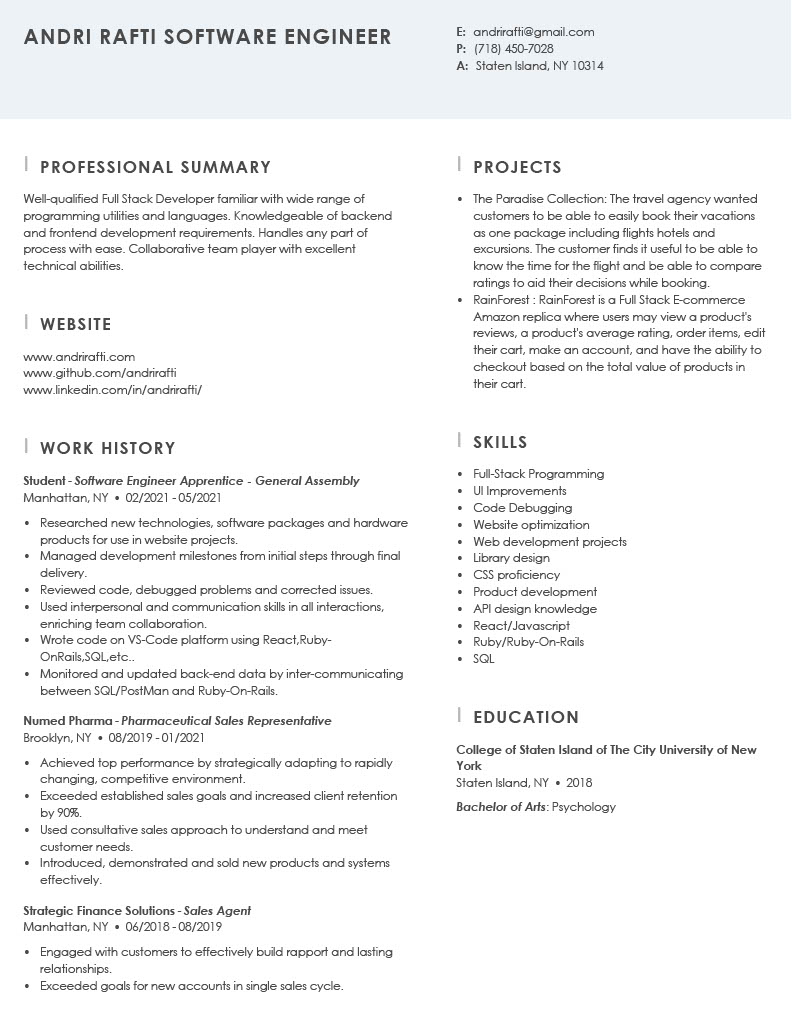 ANDRI RAFTI SOFTWARE ENGINEER
E: andrirafti@gmail.com
P: (718) 450-7028
A: Staten Island, NY 10314
PROFESSIONAL SUMMARY
Well-qualified Full Stack Developer familiar with wide range of
programming utilities and languages. Knowledgeable of backend
and frontend development requirements. Handles any part of
process with ease. Collaborative team player with excellent
technical abilities.
WEBSITE
www.andrirafti.com
www.github.com/andrirafti
www.linkedin.com/in/andrirafti/
WORK HISTORY
Student - Software Engineer Apprentice - General Assembly
Manhattan, NY • 02/2021 - 05/2021
• Researched new technologies, software packages and hardware
products for use in website projects.
• Managed development milestones from initial steps through final
delivery.
• Reviewed code, debugged problems and corrected issues.
• Used interpersonal and communication skills in all interactions,
enriching team collaboration.
• Wrote code on VS-Code platform using React,Ruby-
OnRails,SQL,etc..
• Monitored and updated back-end data by inter-communicating
between SQL/PostMan and Ruby-On-Rails.
Numed Pharma - Pharmaceutical Sales Representative
Brooklyn, NY • 08/2019 - 01/2021
• Achieved top performance by strategically adapting to rapidly
changing, competitive environment.
• Exceeded established sales goals and increased client retention
by 90%.
• Used consultative sales approach to understand and meet
customer needs.
• Introduced, demonstrated and sold new products and systems
effectively.
Strategic Finance Solutions - Sales Agent
Manhattan, NY • 06/2018 - 08/2019
• Engaged with customers to effectively build rapport and lasting
relationships.
• Exceeded goals for new accounts in single sales cycle.
PROJECTS
• The Paradise Collection: The travel agency wanted
customers to be able to easily book their vacations
as one package including flights hotels and
excursions. The customer finds it useful to be able to
know the time for the flight and be able to compare
ratings to aid their decisions while booking.
• RainForest : RainForest is a Full Stack E-commerce
Amazon replica where users may view a product's
reviews, a product's average rating, order items, edit
their cart, make an account, and have the ability to
checkout based on the total value of products in
their cart.
SKILLS
• Full-Stack Programming
• UI Improvements
• Code Debugging
• Website optimization
• Web development projects
• Library design
• CSS proficiency
• Product development
• API design knowledge
• React/Javascript
• Ruby/Ruby-On-Rails
• SQL
EDUCATION
College of Staten Island of The City University of New
York
Staten Island, NY • 2018
Bachelor of Arts: Psychology